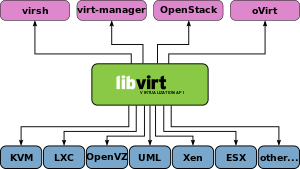 virsh
virt-manager
OpenStack
oVirt
libvirt
VIRTUALIZATION API
KVM
LXC
OpenVZ
UML
Xen
ESX
other...